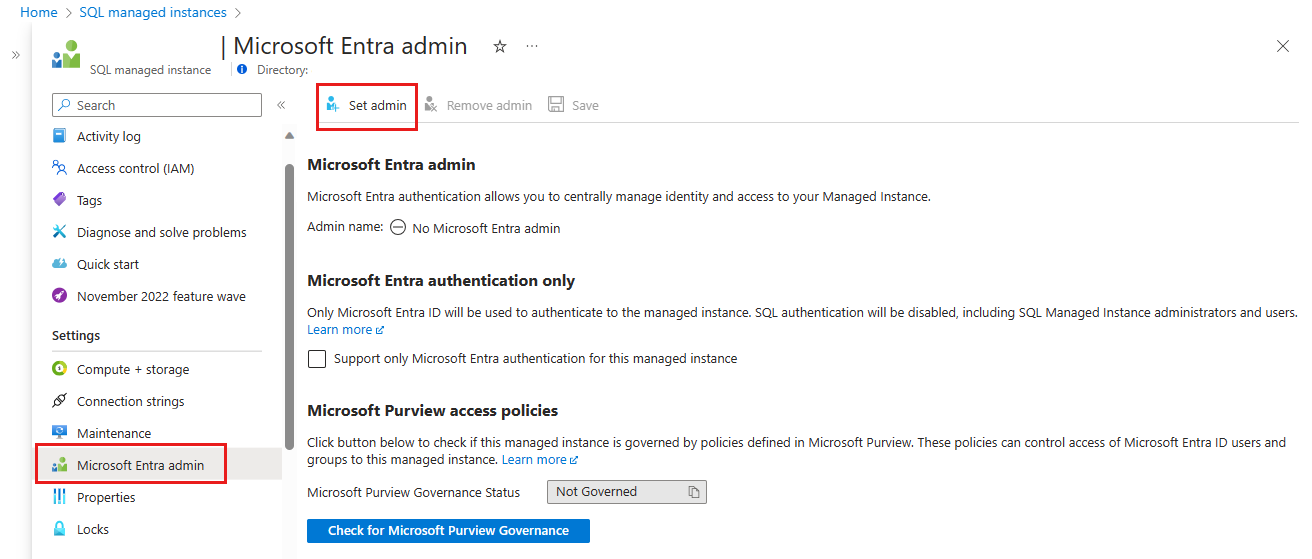 Home > SQL managed instances >
| Microsoft Entra admin
SQL managed instance
Directory:
Search
Activity log
Access control (IAM)
Tags
Diagnose and solve problems
Quick start
November 2022 feature wave
Settings
Compute + storage
Connection strings
Maintenance
Microsoft Entra admin
Properties
Locks
Set admin
Remove admin
Save
Microsoft Entra admin
Microsoft Entra authentication allows you to centrally manage identity and access to your Managed Instance.
Admin name: No Microsoft Entra admin
Microsoft Entra authentication only
Only Microsoft Entra ID will be used to authenticate to the managed instance. SQL authentication will be disabled, including SQL Managed Instance administrators and users.
Learn more
Support only Microsoft Entra authentication for this managed instance
Microsoft Purview access policies
Click button below to check if this managed instance is governed by policies defined in Microsoft Purview. These policies can control access of Microsoft Entra ID users and
groups to this managed instance. Learn more
Microsoft Purview Governance Status
Not Governed
Check for Microsoft Purview Governance